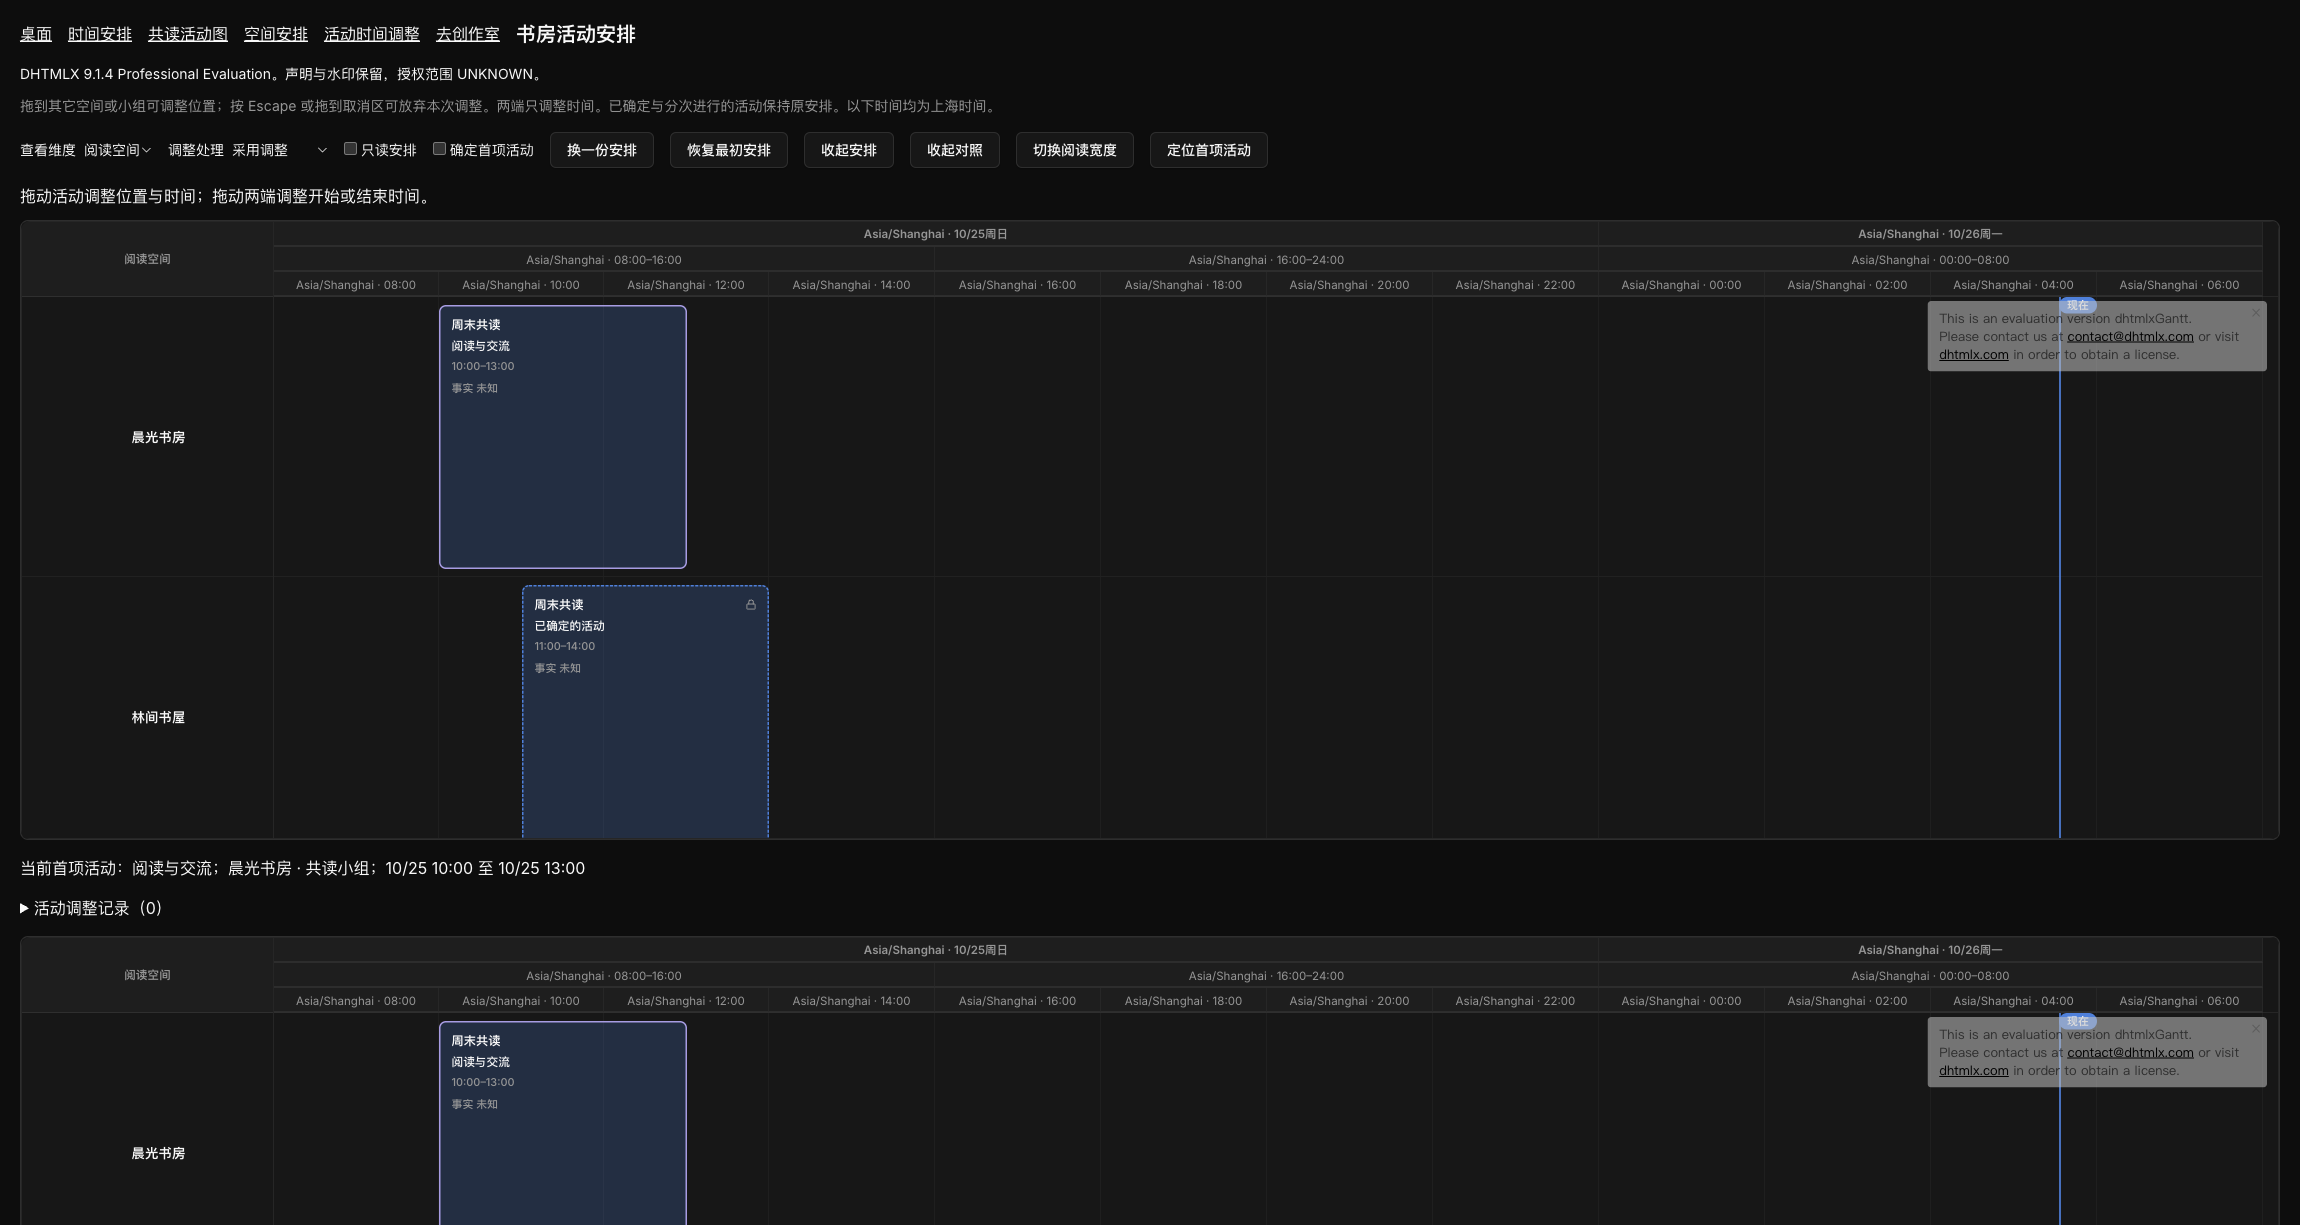 桌面 时间安排 共读活动图 空间安排 活动时间调整 去创作室 书房活动安排
DHTMLX 9.1.4 Professional Evaluation。声明与水印保留，授权范围 UNKNOWN。
拖到其它空间或小组可调整位置；按 Escape 或拖到取消区可放弃本次调整。两端只调整时间。已确定与分次进行的活动保持原安排。以下时间均为上海时间。
查看维度 阅读空间 调整处理 采用调整 只读安排 确定首项活动 换一份安排 恢复最初安排 收起安排 收起对照 切换阅读宽度 定位首项活动
拖动活动调整位置与时间；拖动两端调整开始或结束时间。
阅读空间
Asia/Shanghai · 10/25周日 Asia/Shanghai · 10/26周一
Asia/Shanghai · 08:00–16:00 Asia/Shanghai · 16:00–24:00 Asia/Shanghai · 00:00–08:00
Asia/Shanghai · 08:00 Asia/Shanghai · 10:00 Asia/Shanghai · 12:00 Asia/Shanghai · 14:00 Asia/Shanghai · 16:00 Asia/Shanghai · 18:00 Asia/Shanghai · 20:00 Asia/Shanghai · 22:00 Asia/Shanghai · 00:00 Asia/Shanghai · 02:00 Asia/Shanghai · 04:00 Asia/Shanghai · 06:00
现在
This is an evaluation version dhtmlxGantt.
Please contact us at contact@dhtmlx.com or visit
dhtmlx.com in order to obtain a license.
晨光书房
周末共读
阅读与交流
10:00–13:00
事实 未知
林间书屋
周末共读
已确定的活动
11:00–14:00
事实 未知
当前首项活动：阅读与交流；晨光书房 · 共读小组；10/25 10:00 至 10/25 13:00
活动调整记录（0）
阅读空间
Asia/Shanghai · 10/25周日 Asia/Shanghai · 10/26周一
Asia/Shanghai · 08:00–16:00 Asia/Shanghai · 16:00–24:00 Asia/Shanghai · 00:00–08:00
Asia/Shanghai · 08:00 Asia/Shanghai · 10:00 Asia/Shanghai · 12:00 Asia/Shanghai · 14:00 Asia/Shanghai · 16:00 Asia/Shanghai · 18:00 Asia/Shanghai · 20:00 Asia/Shanghai · 22:00 Asia/Shanghai · 00:00 Asia/Shanghai · 02:00 Asia/Shanghai · 04:00 Asia/Shanghai · 06:00
现在
This is an evaluation version dhtmlxGantt.
Please contact us at contact@dhtmlx.com or visit
dhtmlx.com in order to obtain a license.
晨光书房
周末共读
阅读与交流
10:00–13:00
事实 未知